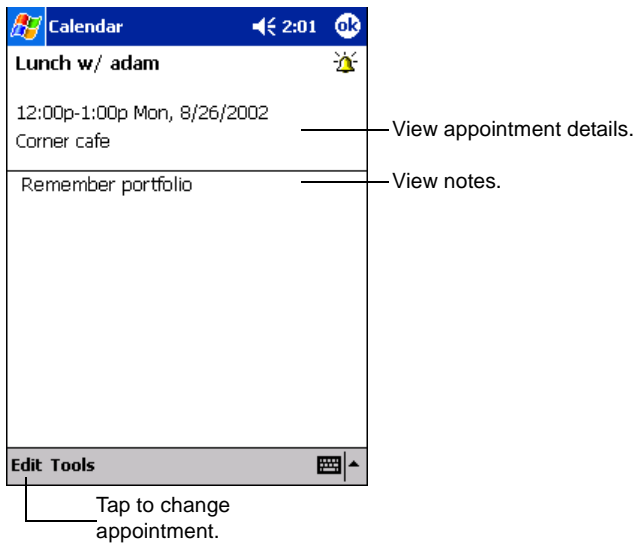 Calendar 2:01 ok
Lunch w/ adam
12:00p-1:00p Mon, 8/26/2002
Corner cafe
View appointment details.
Remember portfolio
View notes.
Edit Tools
Tap to change
appointment.